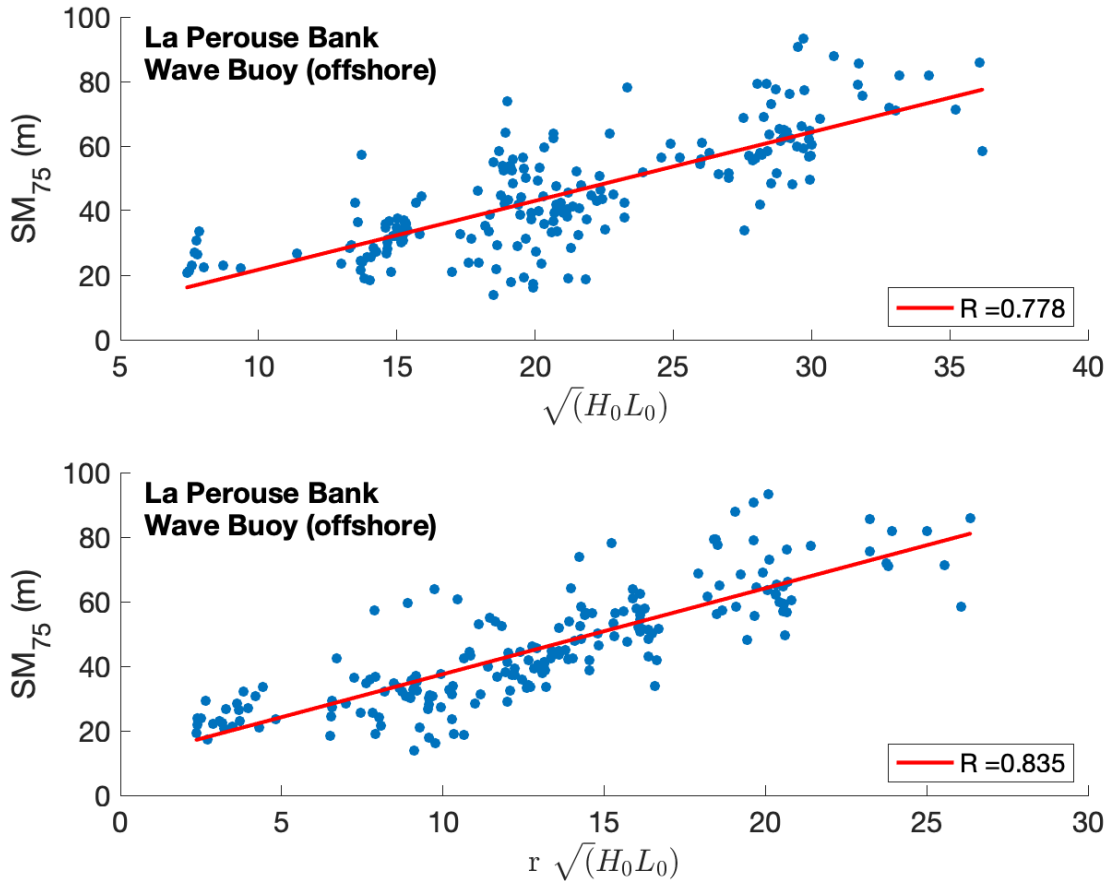 La Perouse Bank
Wave Buoy (offshore)
SM75 (m)
100
80
60
40
20
0
R =0.778
5 10 15 20 25 30 35 40
√(H0L0)
La Perouse Bank
Wave Buoy (offshore)
SM75 (m)
100
80
60
40
20
0
R =0.835
0 5 10 15 20 25 30
r √(H0L0)